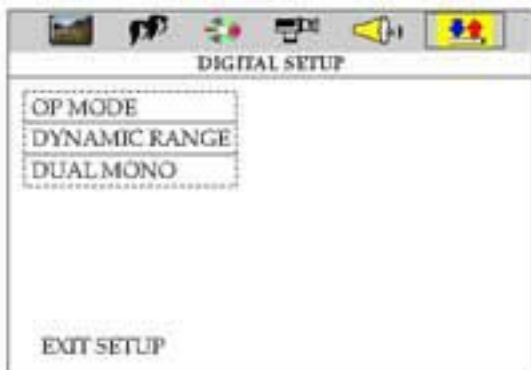 DIGITAL SETUP
OP MODE
DYNAMIC RANGE
DUAL MONO
EXIT SETUP